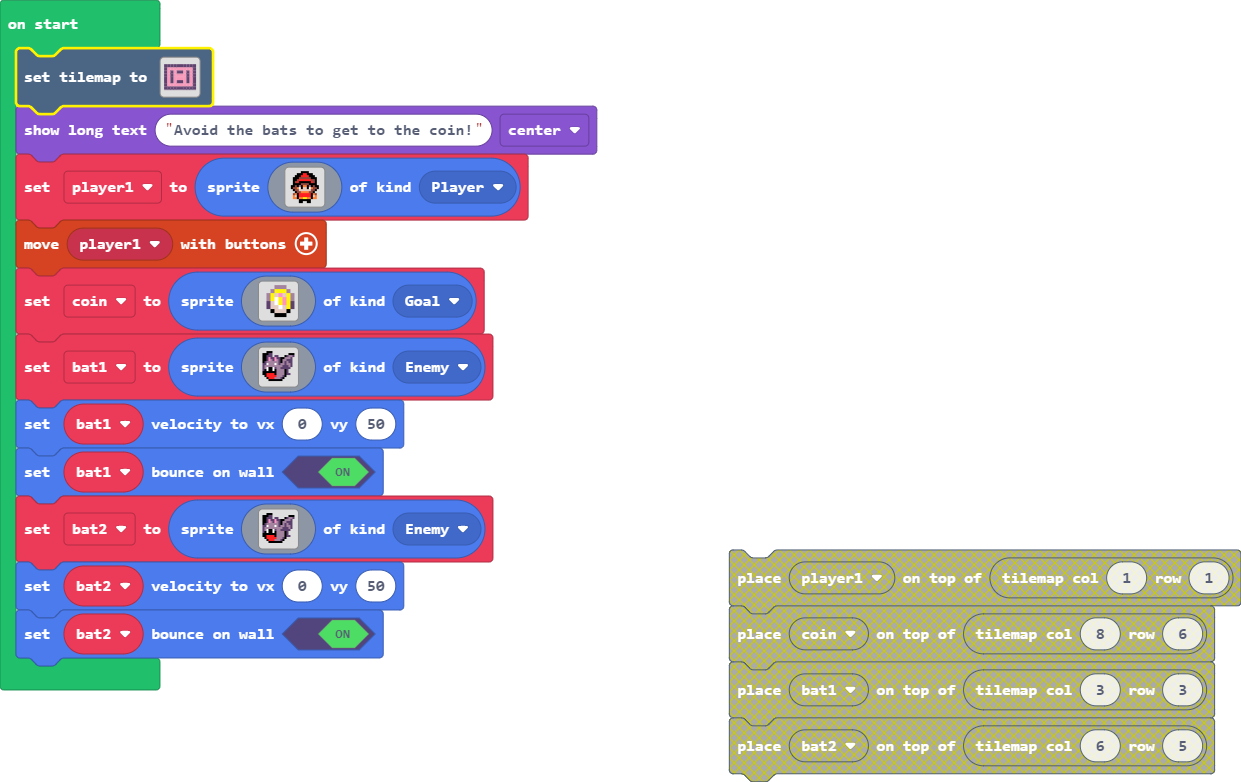 on start
set tilemap to
show long text "Avoid the bats to get to the coin!" center
set player1 to sprite of kind Player
move player1 with buttons
set coin to sprite of kind Goal
set bat1 to sprite of kind Enemy
set bat1 velocity to vx 0 vy 50
set bat1 bounce on wall ON
set bat2 to sprite of kind Enemy
set bat2 velocity to vx 0 vy 50
set bat2 bounce on wall ON
place player1 on top of tilemap col 1 row 1
place coin on top of tilemap col 8 row 6
place bat1 on top of tilemap col 3 row 3
place bat2 on top of tilemap col 6 row 5